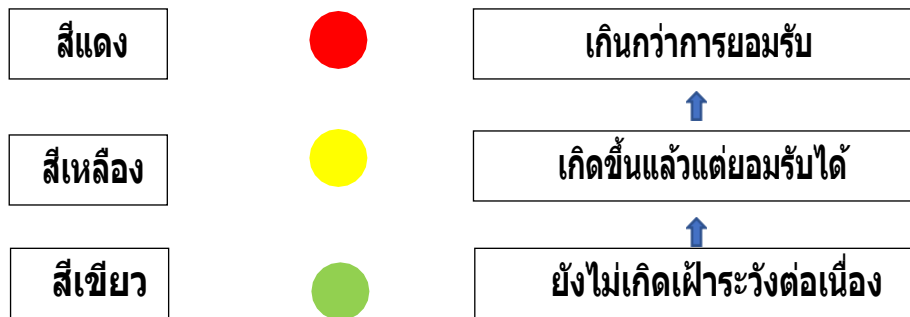 สีแดง
เกินกว่าการยอมรับ
สีเหลือง
เกิดขึ้นแล้วแต่ยอมรับได้
สีเขียว
ยังไม่เกิดเฝ้าระวังต่อเนื่อง